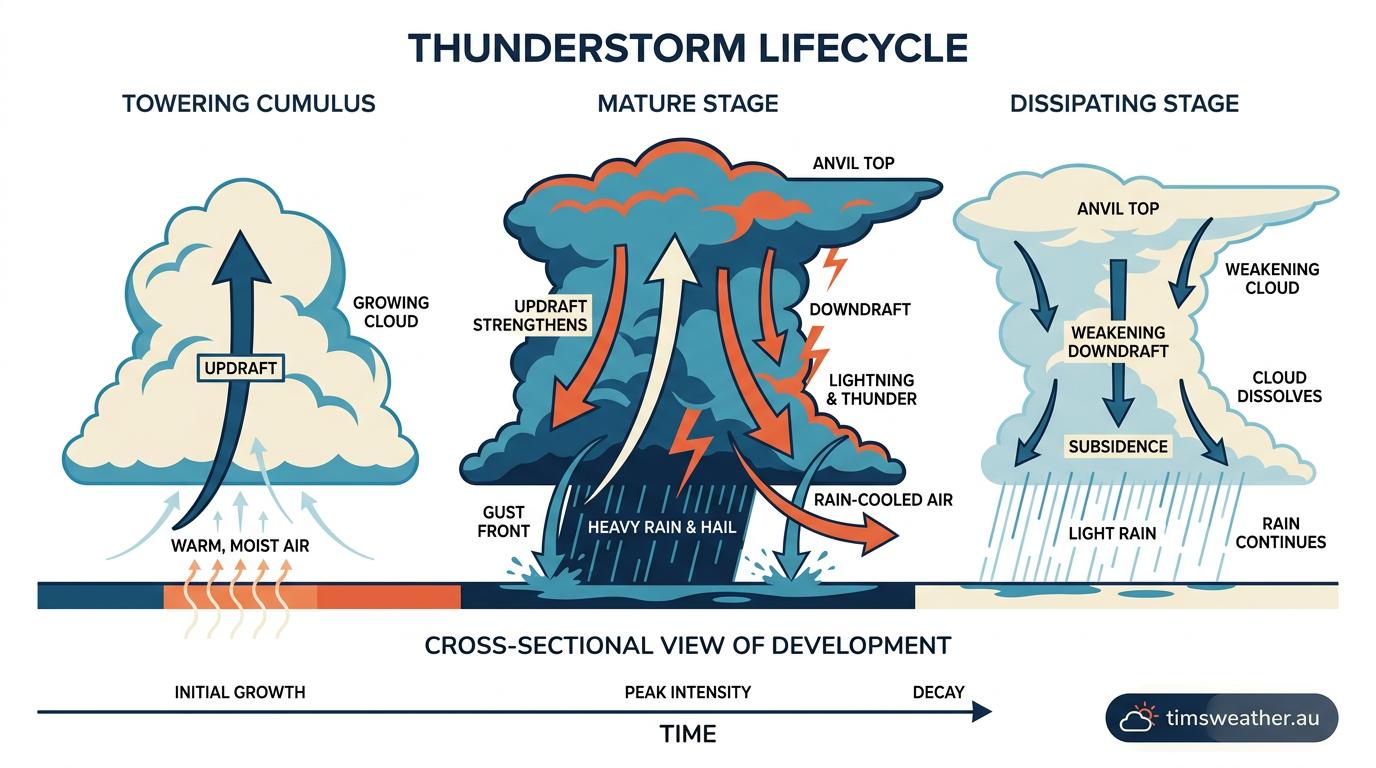 THUNDERSTORM LIFECYCLE
TOWERING CUMULUS
GROWING
CLOUD
UPDRAFT
WARM, MOIST AIR
MATURE STAGE
ANVIL TOP
UPDRAFT
STRENGTHENS
DOWNDRAFT
LIGHTNING
& THUNDER
GUST
FRONT
HEAVY RAIN & HAIL
RAIN-COOLED AIR
DISSIPATING STAGE
ANVIL TOP
WEAKENING
CLOUD
WEAKENING
DOWNDRAFT
CLOUD
DISSOLVES
SUBSIDENCE
LIGHT RAIN
RAIN
CONTINUES
CROSS-SECTIONAL VIEW OF DEVELOPMENT
INITIAL GROWTH
PEAK INTENSITY
DECAY
TIME
timsweather.au